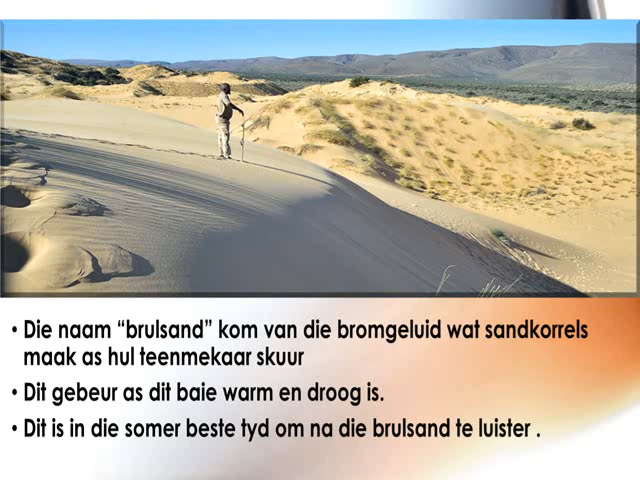 • Die naam “brulsand” kom van die bromgeluid wat sandkorrels
maak as hul teenmekaar skuur
• Dit gebeur as dit baie warm en droog is.
• Dit is in die somer beste tyd om na die brulsand te luister .